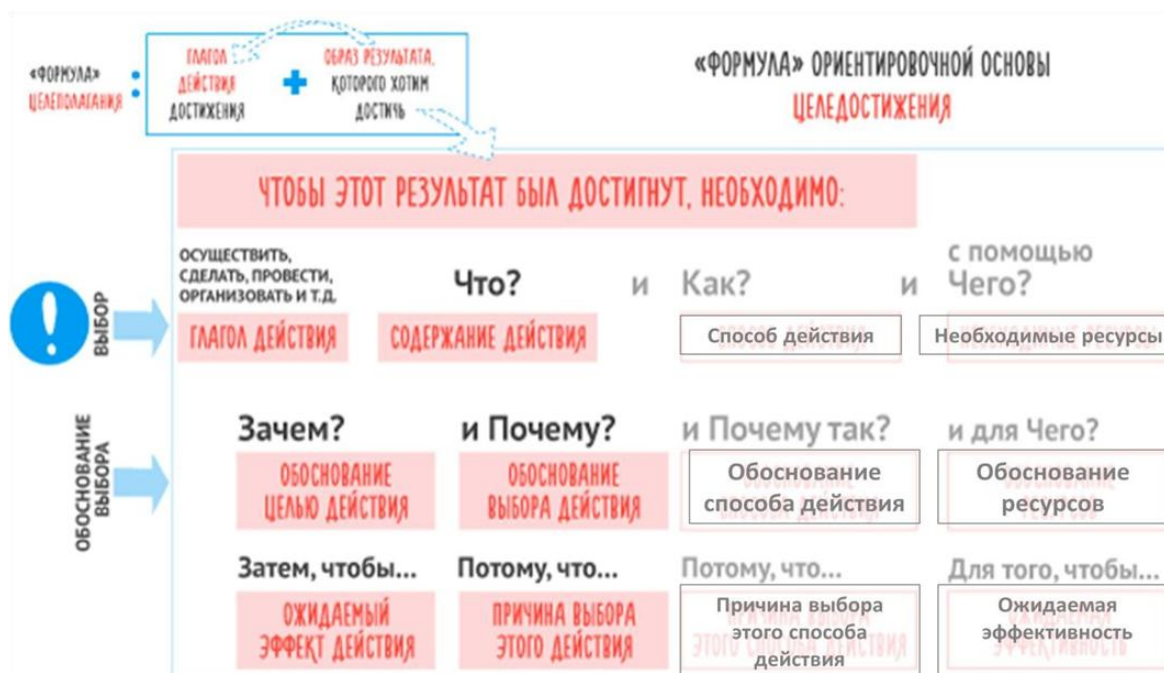 «ФОРМУЛА»
ЦЕЛЕПОЛАГАНИЯ
:
ГЛАГОЛ
ДЕЙСТВИЯ
ДОСТИЖЕНИЯ
+
ОБРАЗ РЕЗУЛЬТАТА,
КОТОРОГО ХОТИМ
ДОСТИЧЬ
«ФОРМУЛА» ОРИЕНТИРОВОЧНОЙ ОСНОВЫ
ЦЕЛЕДОСТИЖЕНИЯ
ЧТОБЫ ЭТОТ РЕЗУЛЬТАТ БЫЛ ДОСТИГНУТ, НЕОБХОДИМО:
!
ВЫБОР
ОСУЩЕСТВИТЬ,
СДЕЛАТЬ, ПРОВЕСТИ,
ОРГАНИЗОВАТЬ И Т.Д.
ГЛАГОЛ ДЕЙСТВИЯ
Что?
СОДЕРЖАНИЕ ДЕЙСТВИЯ
и
Как?
Способ действия
и
с помощью
Чего?
Необходимые ресурсы
ОБОСНОВАНИЕ
ВЫБОРА
Зачем?
ОБОСНОВАНИЕ
ЦЕЛЬЮ ДЕЙСТВИЯ
и Почему?
ОБОСНОВАНИЕ
ВЫБОРА ДЕЙСТВИЯ
и Почему так?
Обоснование
способа действия
и для Чего?
Обоснование
ресурсов
Затем, чтобы...
ОЖИДАЕМЫЙ
ЭФФЕКТ ДЕЙСТВИЯ
Потому, что...
ПРИЧИНА ВЫБОРА
ЭТОГО ДЕЙСТВИЯ
Потому, что...
Причина выбора
этого способа
действия
Для того, чтобы...
Ожидаемая
эффективность